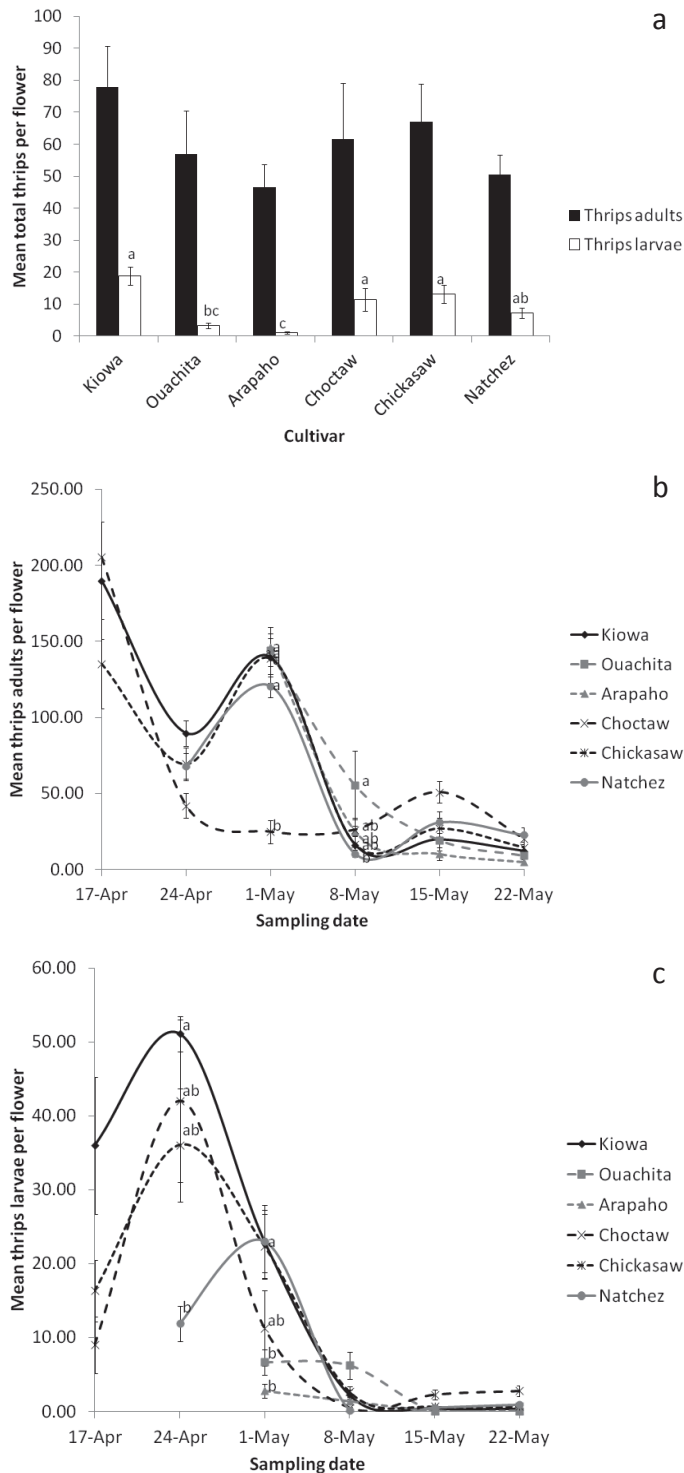 a
100
90
80
70
60
50
40
30
20
10
0
Mean total thrips per flower
a
bc
c
a
a
ab
Thrips adults
Thrips larvae
Kiowa
Ouachita
Arapaho
Choctaw
Chickasaw
Natchez
Cultivar
b
250.00
200.00
150.00
100.00
50.00
0.00
Mean thrips adults per flower
a
a
b
a
ab
ab
ab
b
Kiowa
Ouachita
Arapaho
Choctaw
Chickasaw
Natchez
17-Apr 24-Apr 1-May 8-May 15-May 22-May
Sampling date
c
60.00
50.00
40.00
30.00
20.00
10.00
0.00
Mean thrips larvae per flower
a
ab
ab
b
a
ab
b
b
Kiowa
Ouachita
Arapaho
Choctaw
Chickasaw
Natchez
17-Apr 24-Apr 1-May 8-May 15-May 22-May
Sampling date